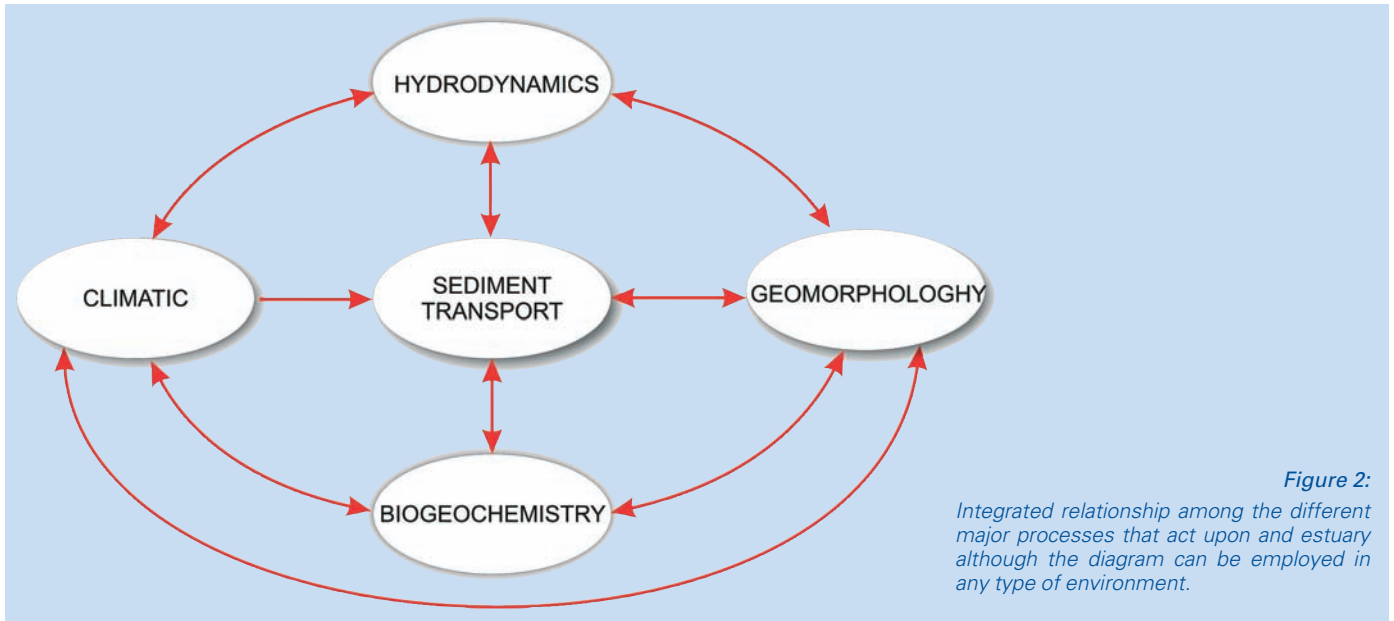 HYDRODYNAMICS
CLIMATIC
SEDIMENT
TRANSPORT
GEOMORPHOLOGHY
BIOGEOCHEMISTRY
Figure 2:
Integrated relationship among the different
major processes that act upon and estuary
although the diagram can be employed in
any type of environment.